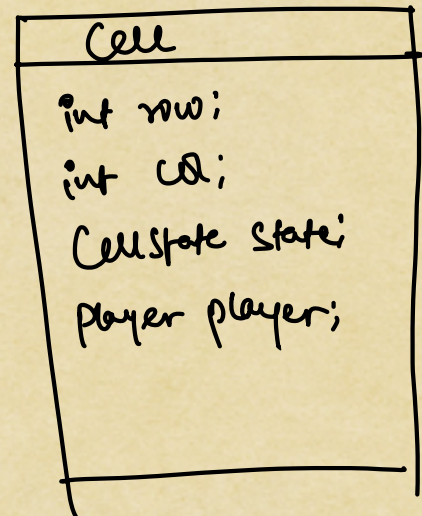 Cell
int row;
int col;
CellState state;
player player;